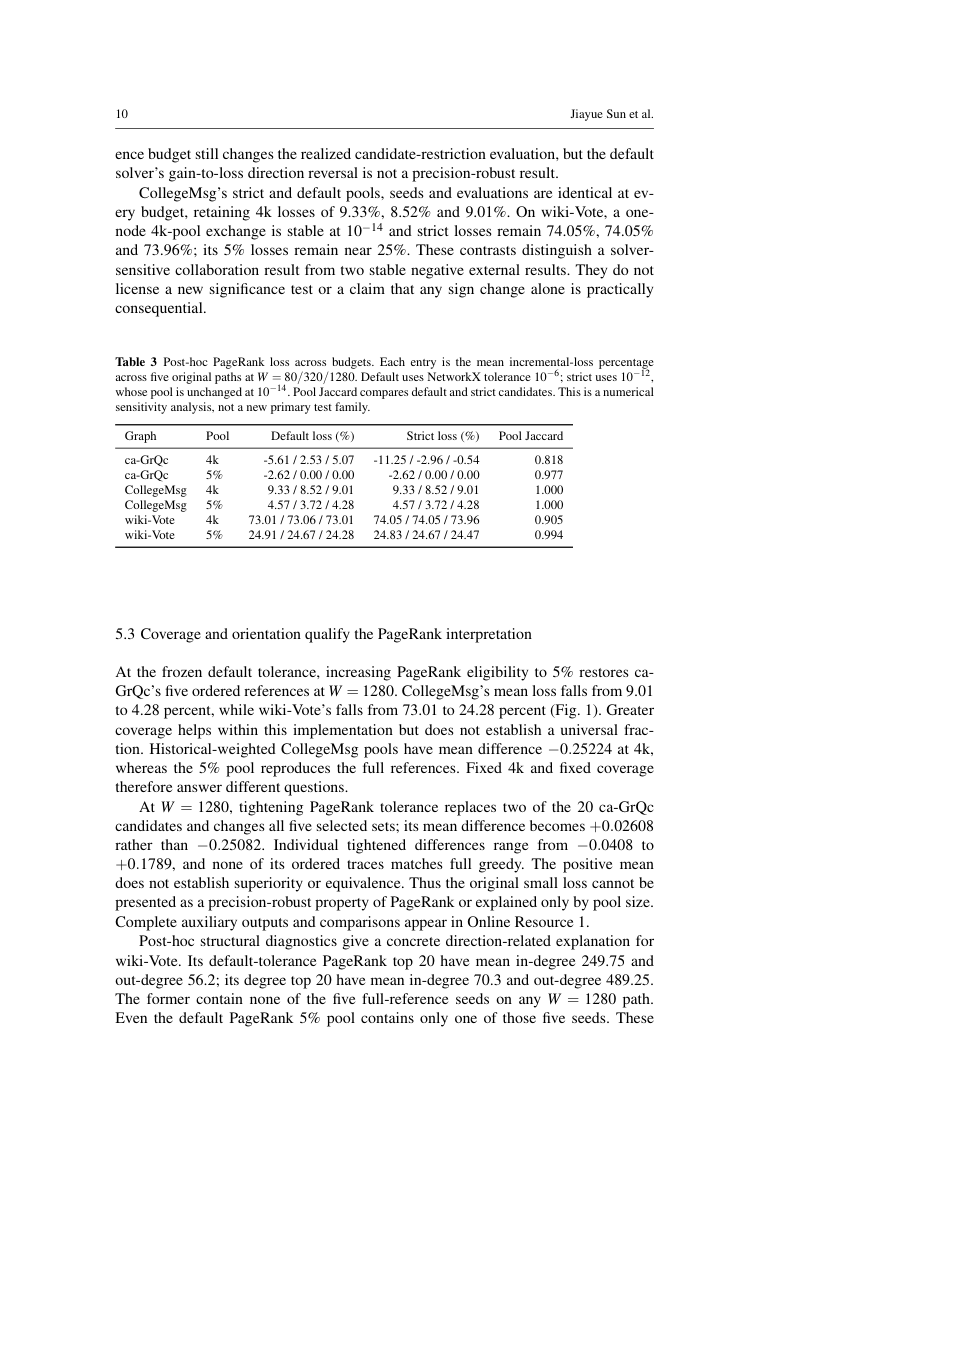 10 Jiayue Sun et al.
ence budget still changes the realized candidate-restriction evaluation, but the default
solver's gain-to-loss direction reversal is not a precision-robust result.
CollegeMsg's strict and default pools, seeds and evaluations are identical at ev-
ery budget, retaining 4k losses of 9.33%, 8.52% and 9.01%. On wiki-Vote, a one-
node 4k-pool exchange is stable at 10⁻¹⁴ and strict losses remain 74.05%, 74.05%
and 73.96%; its 5% losses remain near 25%. These contrasts distinguish a solver-
sensitive collaboration result from two stable negative external results. They do not
license a new significance test or a claim that any sign change alone is practically
consequential.
Table 3 Post-hoc PageRank loss across budgets. Each entry is the mean incremental-loss percentage
across five original paths at W = 80/320/1280. Default uses NetworkX tolerance 10⁻⁶; strict uses 10⁻¹²,
whose pool is unchanged at 10⁻¹⁴. Pool Jaccard compares default and strict candidates. This is a numerical
sensitivity analysis, not a new primary test family.
Graph Pool Default loss (%) Strict loss (%) Pool Jaccard
ca-GrQc 4k -5.61 / 2.53 / 5.07 -11.25 / -2.96 / -0.54 0.818
ca-GrQc 5% -2.62 / 0.00 / 0.00 -2.62 / 0.00 / 0.00 0.977
CollegeMsg 4k 9.33 / 8.52 / 9.01 9.33 / 8.52 / 9.01 1.000
CollegeMsg 5% 4.57 / 3.72 / 4.28 4.57 / 3.72 / 4.28 1.000
wiki-Vote 4k 73.01 / 73.06 / 73.01 74.05 / 74.05 / 73.96 0.905
wiki-Vote 5% 24.91 / 24.67 / 24.28 24.83 / 24.67 / 24.47 0.994
5.3 Coverage and orientation qualify the PageRank interpretation
At the frozen default tolerance, increasing PageRank eligibility to 5% restores ca-
GrQc's five ordered references at W = 1280. CollegeMsg's mean loss falls from 9.01
to 4.28 percent, while wiki-Vote's falls from 73.01 to 24.28 percent (Fig. 1). Greater
coverage helps within this implementation but does not establish a universal frac-
tion. Historical-weighted CollegeMsg pools have mean difference −0.25224 at 4k,
whereas the 5% pool reproduces the full references. Fixed 4k and fixed coverage
therefore answer different questions.
At W = 1280, tightening PageRank tolerance replaces two of the 20 ca-GrQc
candidates and changes all five selected sets; its mean difference becomes +0.02608
rather than −0.25082. Individual tightened differences range from −0.0408 to
+0.1789, and none of its ordered traces matches full greedy. The positive mean
does not establish superiority or equivalence. Thus the original small loss cannot be
presented as a precision-robust property of PageRank or explained only by pool size.
Complete auxiliary outputs and comparisons appear in Online Resource 1.
Post-hoc structural diagnostics give a concrete direction-related explanation for
wiki-Vote. Its default-tolerance PageRank top 20 have mean in-degree 249.75 and
out-degree 56.2; its degree top 20 have mean in-degree 70.3 and out-degree 489.25.
The former contain none of the five full-reference seeds on any W = 1280 path.
Even the default PageRank 5% pool contains only one of those five seeds. These